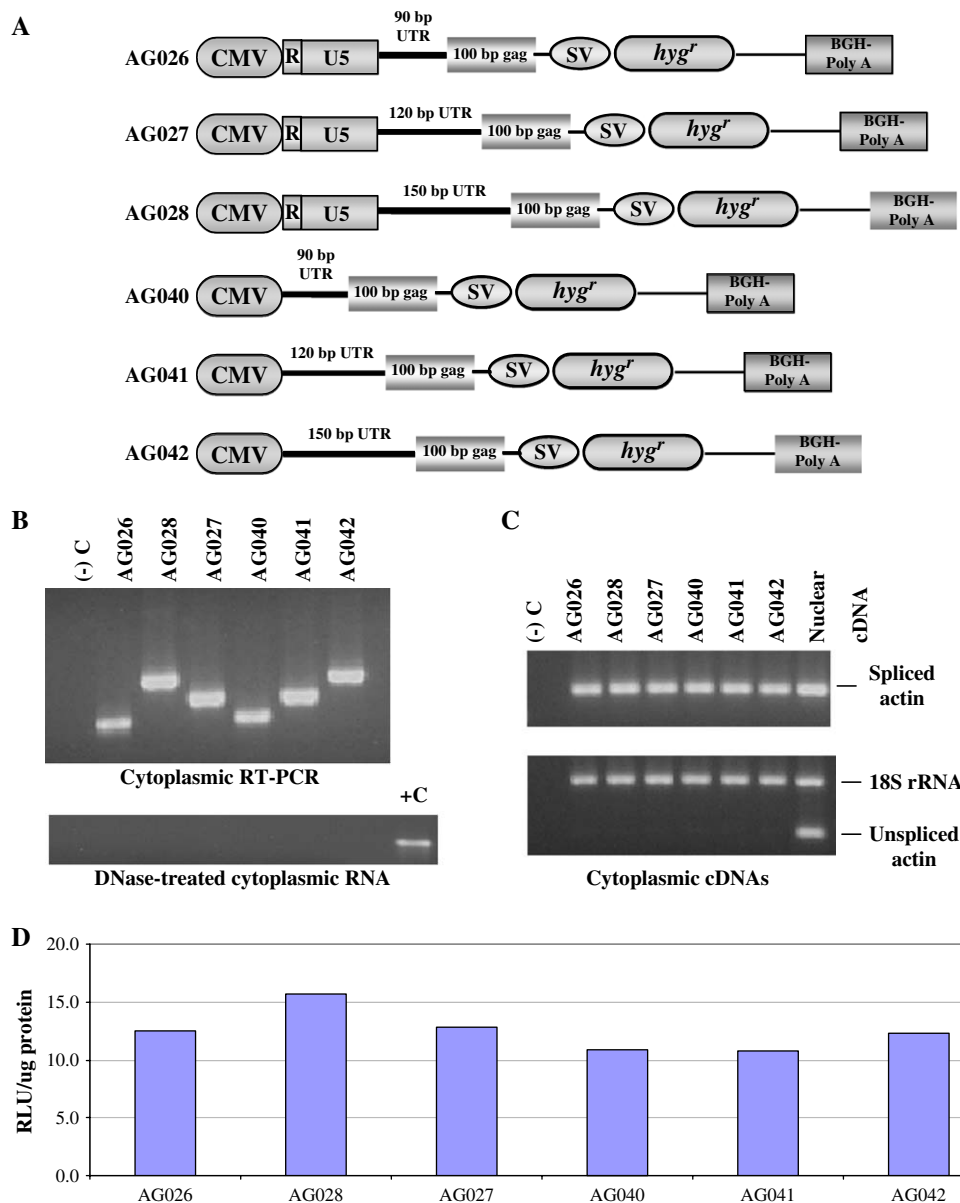 A
90 bp
UTR
AG026 CMV R U5 100 bp gag SV hygr BGH-
Poly A
120 bp UTR
AG027 CMV R U5 100 bp gag SV hygr BGH-
Poly A
150 bp UTR
AG028 CMV R U5 100 bp gag SV hygr BGH-
Poly A
90 bp
UTR
AG040 CMV 100 bp gag SV hygr BGH-
Poly A
120 bp UTR
AG041 CMV 100 bp gag SV hygr BGH-
Poly A
150 bp UTR
AG042 CMV 100 bp gag SV hygr BGH-
Poly A
B
(-) C AG026 AG028 AG027 AG040 AG041 AG042
Cytoplasmic RT-PCR
+C
DNase-treated cytoplasmic RNA
C
(-) C AG026 AG028 AG027 AG040 AG041 AG042 Nuclear cDNA
Spliced
actin
18S rRNA
Unspliced
actin
Cytoplasmic cDNAs
D
RLU/ug protein
20.0
15.0
10.0
5.0
0.0
AG026 AG028 AG027 AG040 AG041 AG042